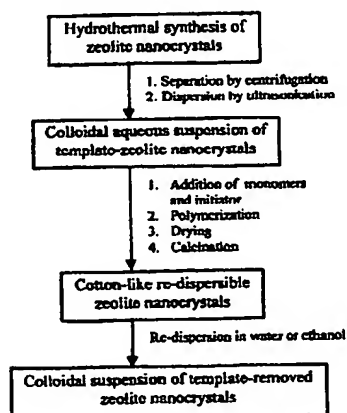 Hydrothermal synthesis of
zeolite nanocrystals
1. Separation by centrifugation
2. Dispersion by ultrasonication
Colloidal aqueous suspension of
templato-zeolite nanocrystals
1. Addition of monomers
and initiator
2. Polymerization
3. Drying
4. Calcination
Cotton-like re-dispersible
zeolite nanocrystals
Re-dispersion in water or ethanol
Colloidal suspension of template-removed
zeolite nanocrystals